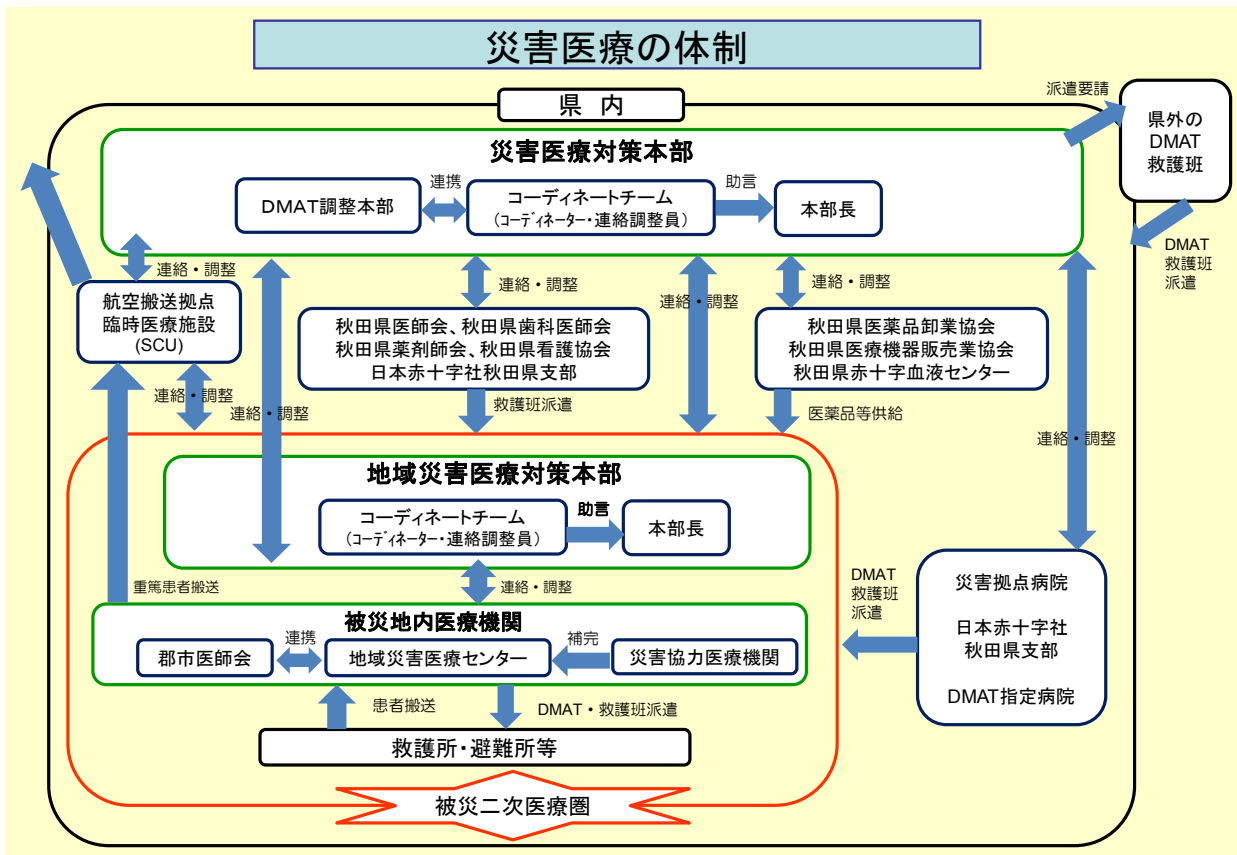 災害医療の体制
県 内
派遣要請
県外の
DMAT
救護班
災害医療対策本部
DMAT調整本部
連携
コーディネートチーム
(コーディネーター・連絡調整員)
助言
本部長
DMAT
救護班
派遣
連絡・調整
連絡・調整
連絡・調整
連絡・調整
航空搬送拠点
臨時医療施設
(SCU)
秋田県医師会、秋田県歯科医師会
秋田県薬剤師会、秋田県看護協会
日本赤十字社秋田県支部
秋田県医薬品卸業協会
秋田県医療機器販売業協会
秋田県赤十字血液センター
連絡・調整
連絡・調整
救護班派遣
医薬品等供給
連絡・調整
地域災害医療対策本部
コーディネートチーム
(コーディネーター・連絡調整員)
助言
本部長
重篤患者搬送
連絡・調整
DMAT
救護班
派遣
災害拠点病院
日本赤十字社
秋田県支部
DMAT指定病院
被災地内医療機関
郡市医師会
連携
地域災害医療センター
補完
災害協力医療機関
患者搬送
DMAT・救護班派遣
救護所・避難所等
被災二次医療圏